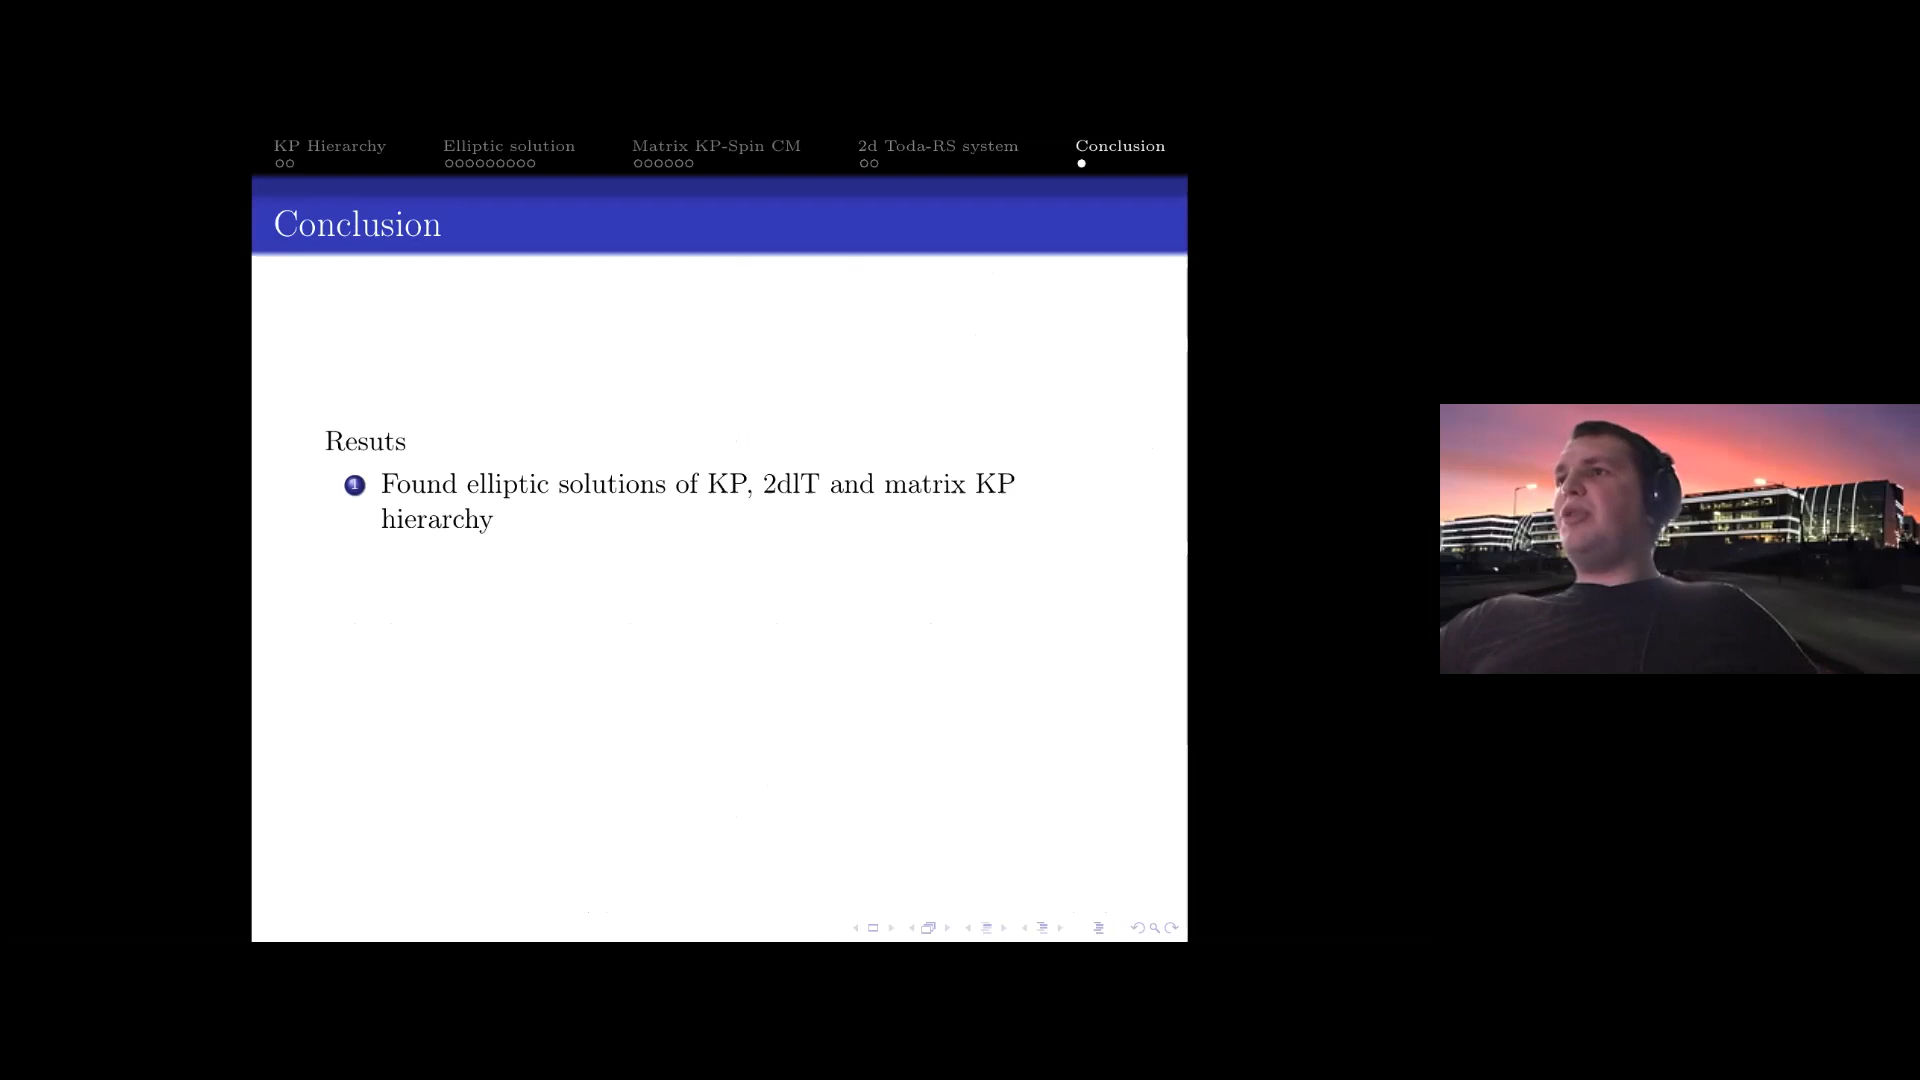 KP Hierarchy Elliptic solution Matrix KP-Spin CM 2d Toda-RS system Conclusion
Conclusion
Resuts
1 Found elliptic solutions of KP, 2dlT and matrix KP
hierarchy